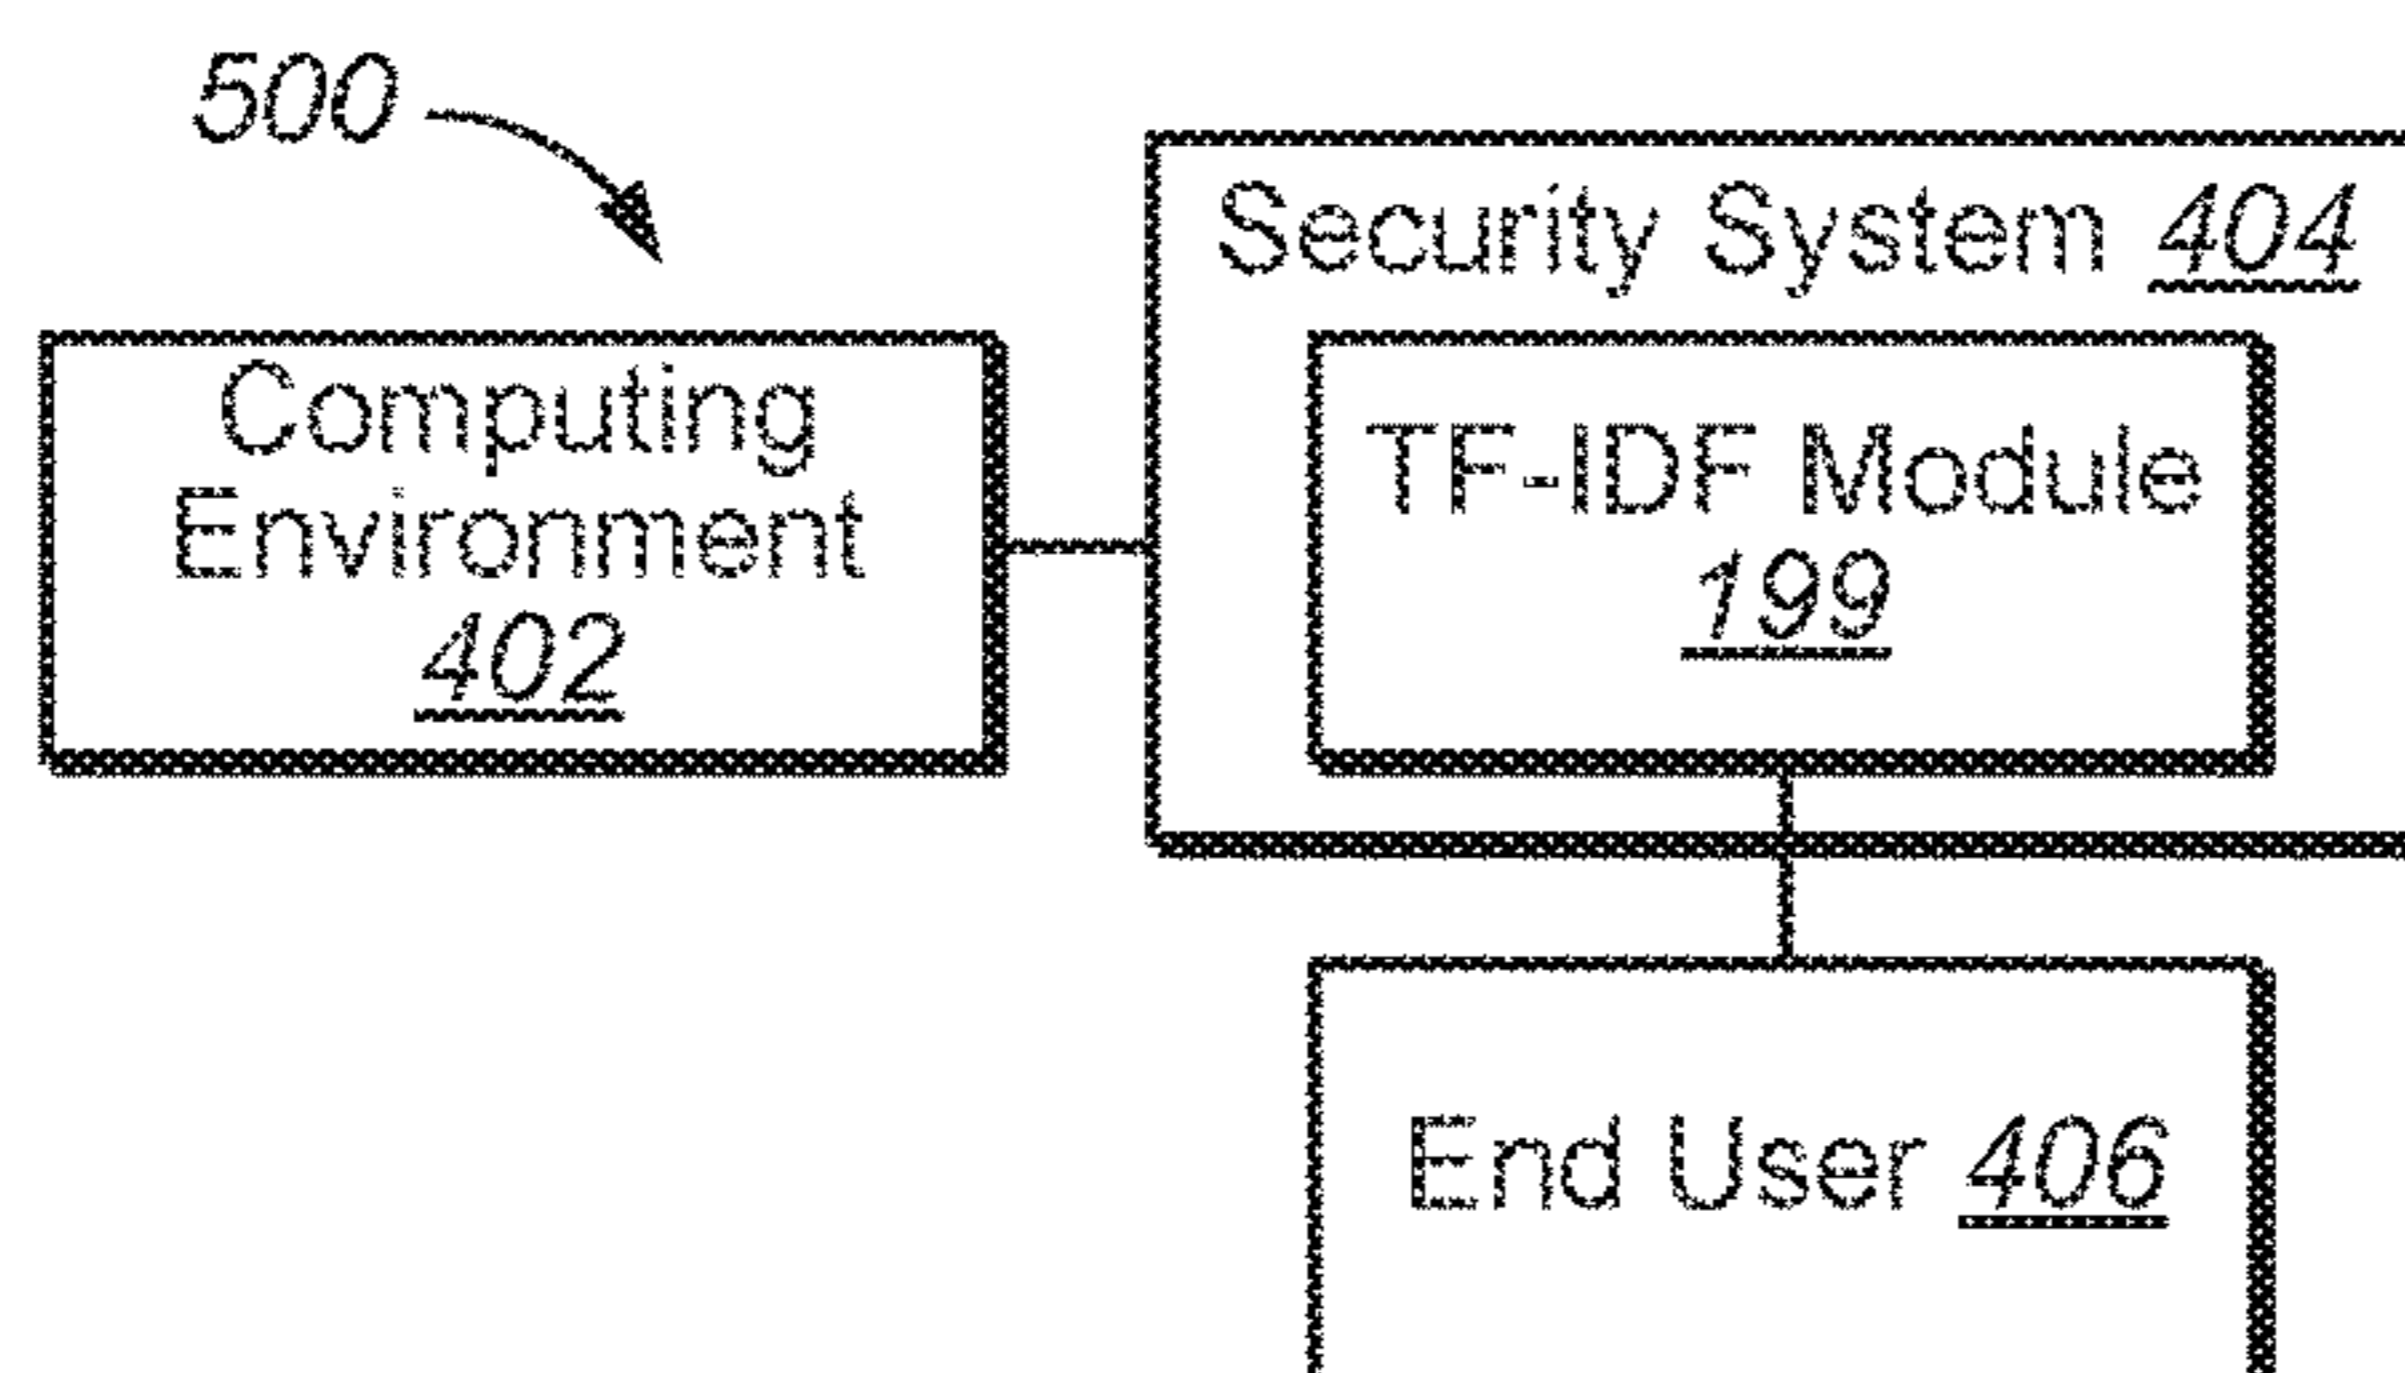 500
Security System 404
Computing
Environment
402
TF-IDF Module
199
End User 406